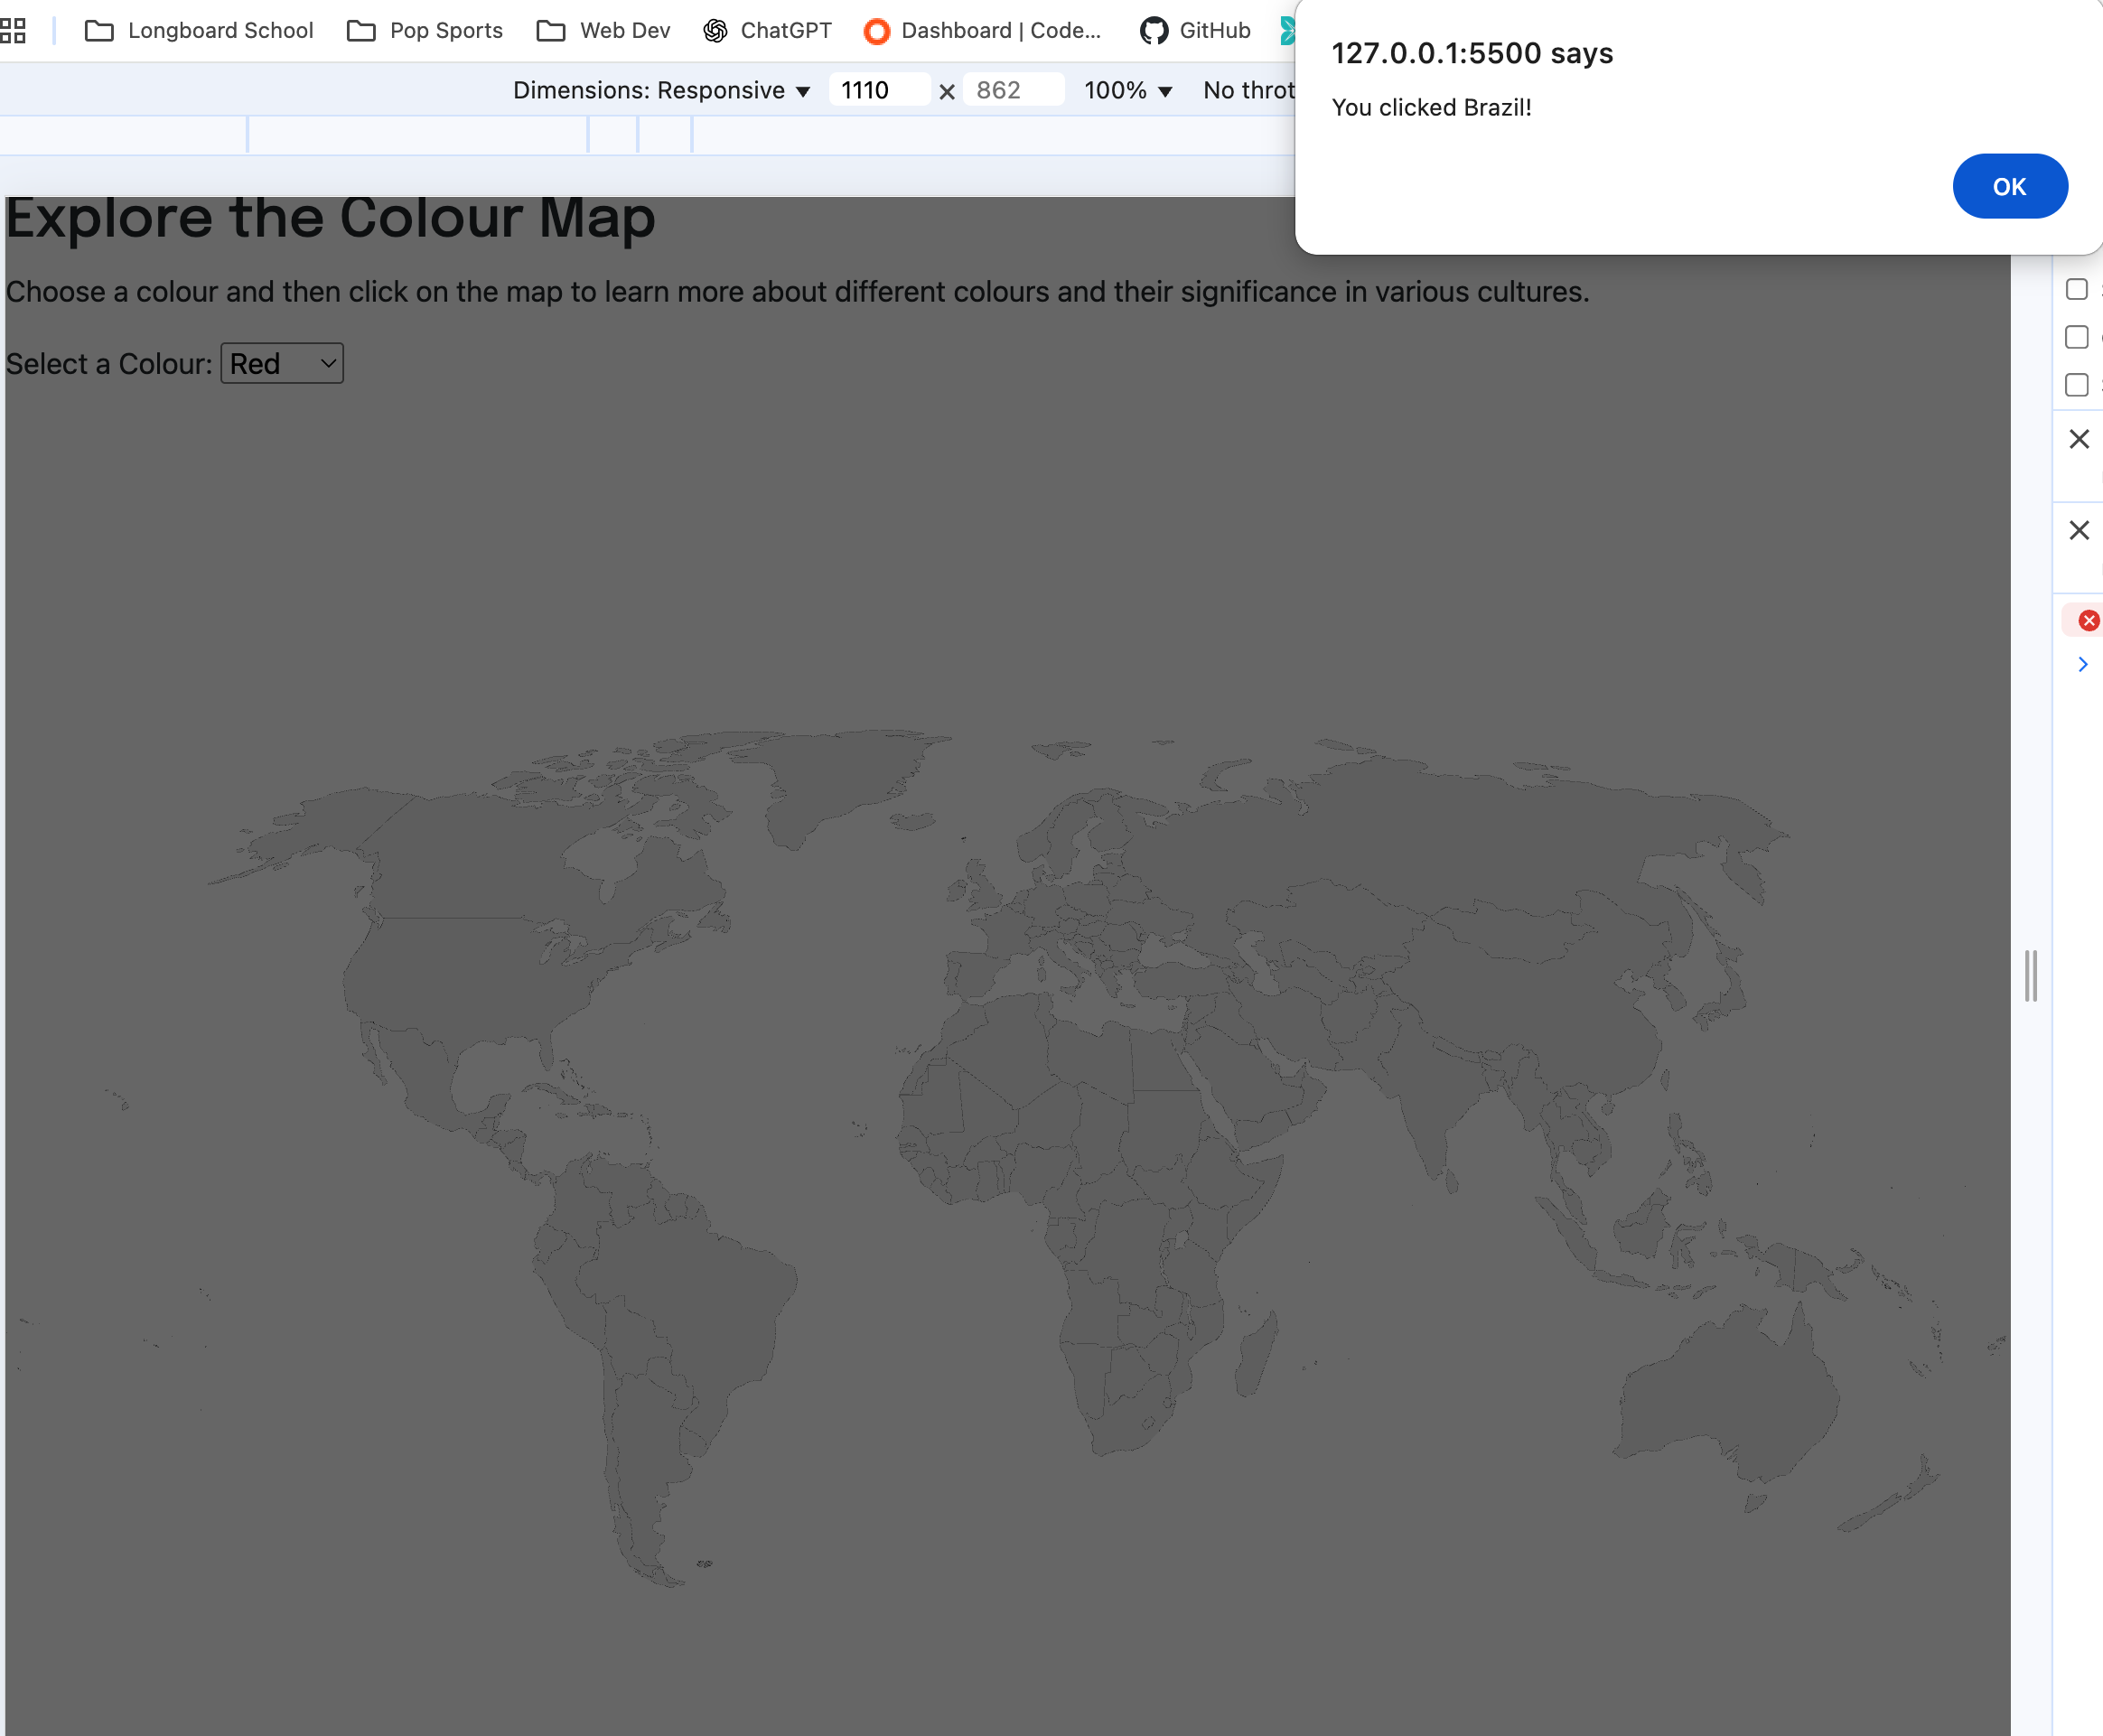 Longboard School Pop Sports Web Dev ChatGPT Dashboard | Code... GitHub
127.0.0.1:5500 says
You clicked Brazil!
OK
Dimensions: Responsive 1110 × 862 100% No throt
Explore the Colour Map
Choose a colour and then click on the map to learn more about different colours and their significance in various cultures.
Select a Colour: Red